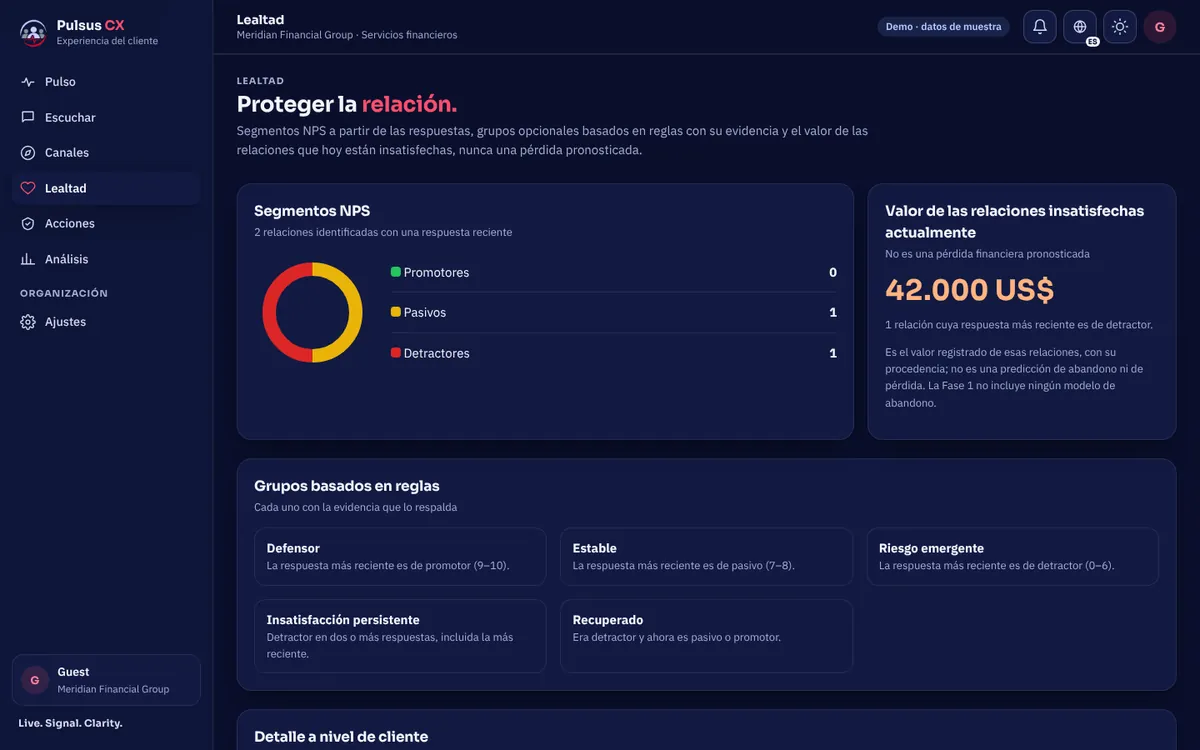 Pulsus CX
Experiencia del cliente
Pulso
Escuchar
Canales
Lealtad
Acciones
Análisis
ORGANIZACIÓN
Ajustes
G
Guest
Meridian Financial Group
Live. Signal. Clarity.
Lealtad
Meridian Financial Group · Servicios financieros
Demo · datos de muestra
ES
G
LEALTAD
Proteger la relación.
Segmentos NPS a partir de las respuestas, grupos opcionales basados en reglas con su evidencia y el valor de las
relaciones que hoy están insatisfechas, nunca una pérdida pronosticada.
Segmentos NPS
2 relaciones identificadas con una respuesta reciente
Promotores 0
Pasivos 1
Detractores 1
Valor de las relaciones insatisfechas
actualmente
No es una pérdida financiera pronosticada
42.000 US$
1 relación cuya respuesta más reciente es de detractor.
Es el valor registrado de esas relaciones, con su
procedencia; no es una predicción de abandono ni de
pérdida. La Fase 1 no incluye ningún modelo de
abandono.
Grupos basados en reglas
Cada uno con la evidencia que lo respalda
Defensor
La respuesta más reciente es de promotor (9–10).
Estable
La respuesta más reciente es de pasivo (7–8).
Riesgo emergente
La respuesta más reciente es de detractor (0–6).
Insatisfacción persistente
Detractor en dos o más respuestas, incluida la más
reciente.
Recuperado
Era detractor y ahora es pasivo o promotor.
Detalle a nivel de cliente